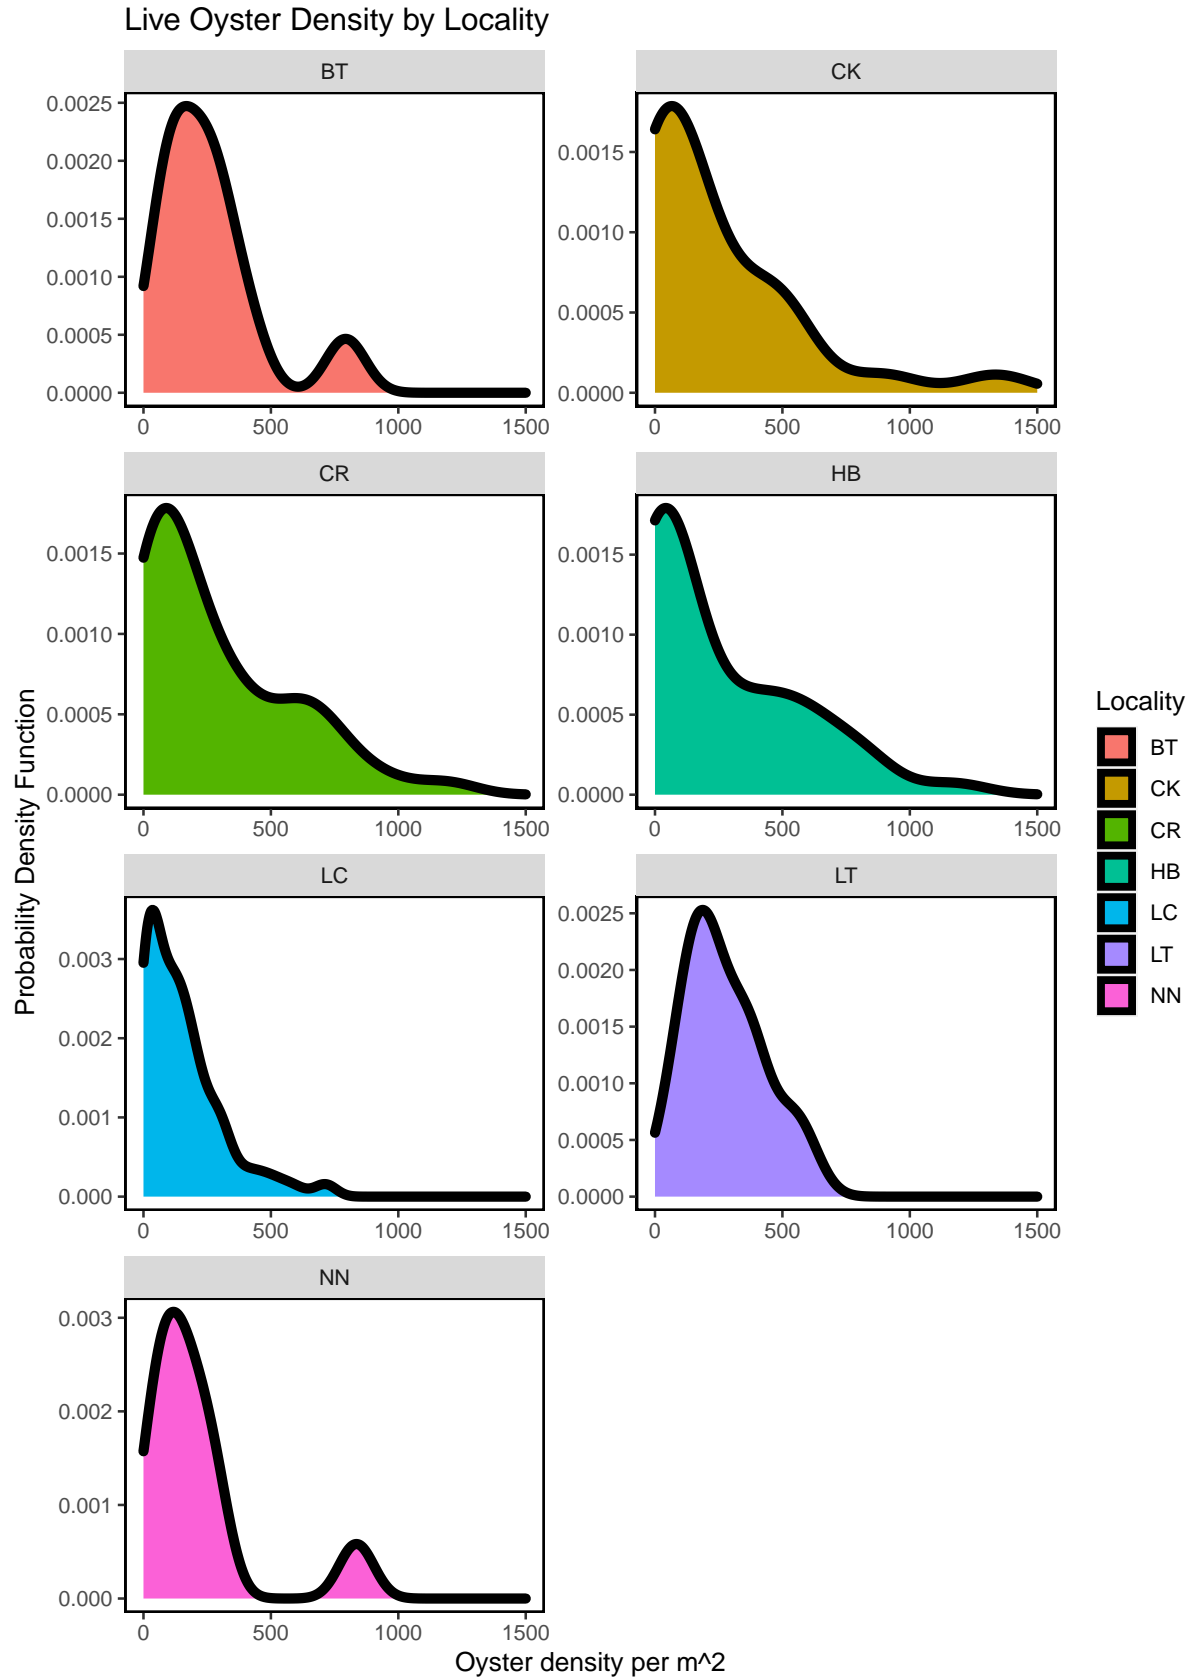 Live Oyster Density by Locality
BT
CK
0.0025
0.0020
0.0015
0.0010
0.0005
0.0000
0.0015
0.0010
0.0005
0.0000
0 500 1000 1500
0 500 1000 1500
CR
HB
0.0015
0.0010
0.0005
0.0000
0.0015
0.0010
0.0005
0.0000
0 500 1000 1500
0 500 1000 1500
LC
LT
0.003
0.002
0.001
0.000
0.0025
0.0020
0.0015
0.0010
0.0005
0.0000
0 500 1000 1500
0 500 1000 1500
NN
0.003
0.002
0.001
0.000
0 500 1000 1500
Probability Density Function
Oyster density per m^2
Locality
BT
CK
CR
HB
LC
LT
NN